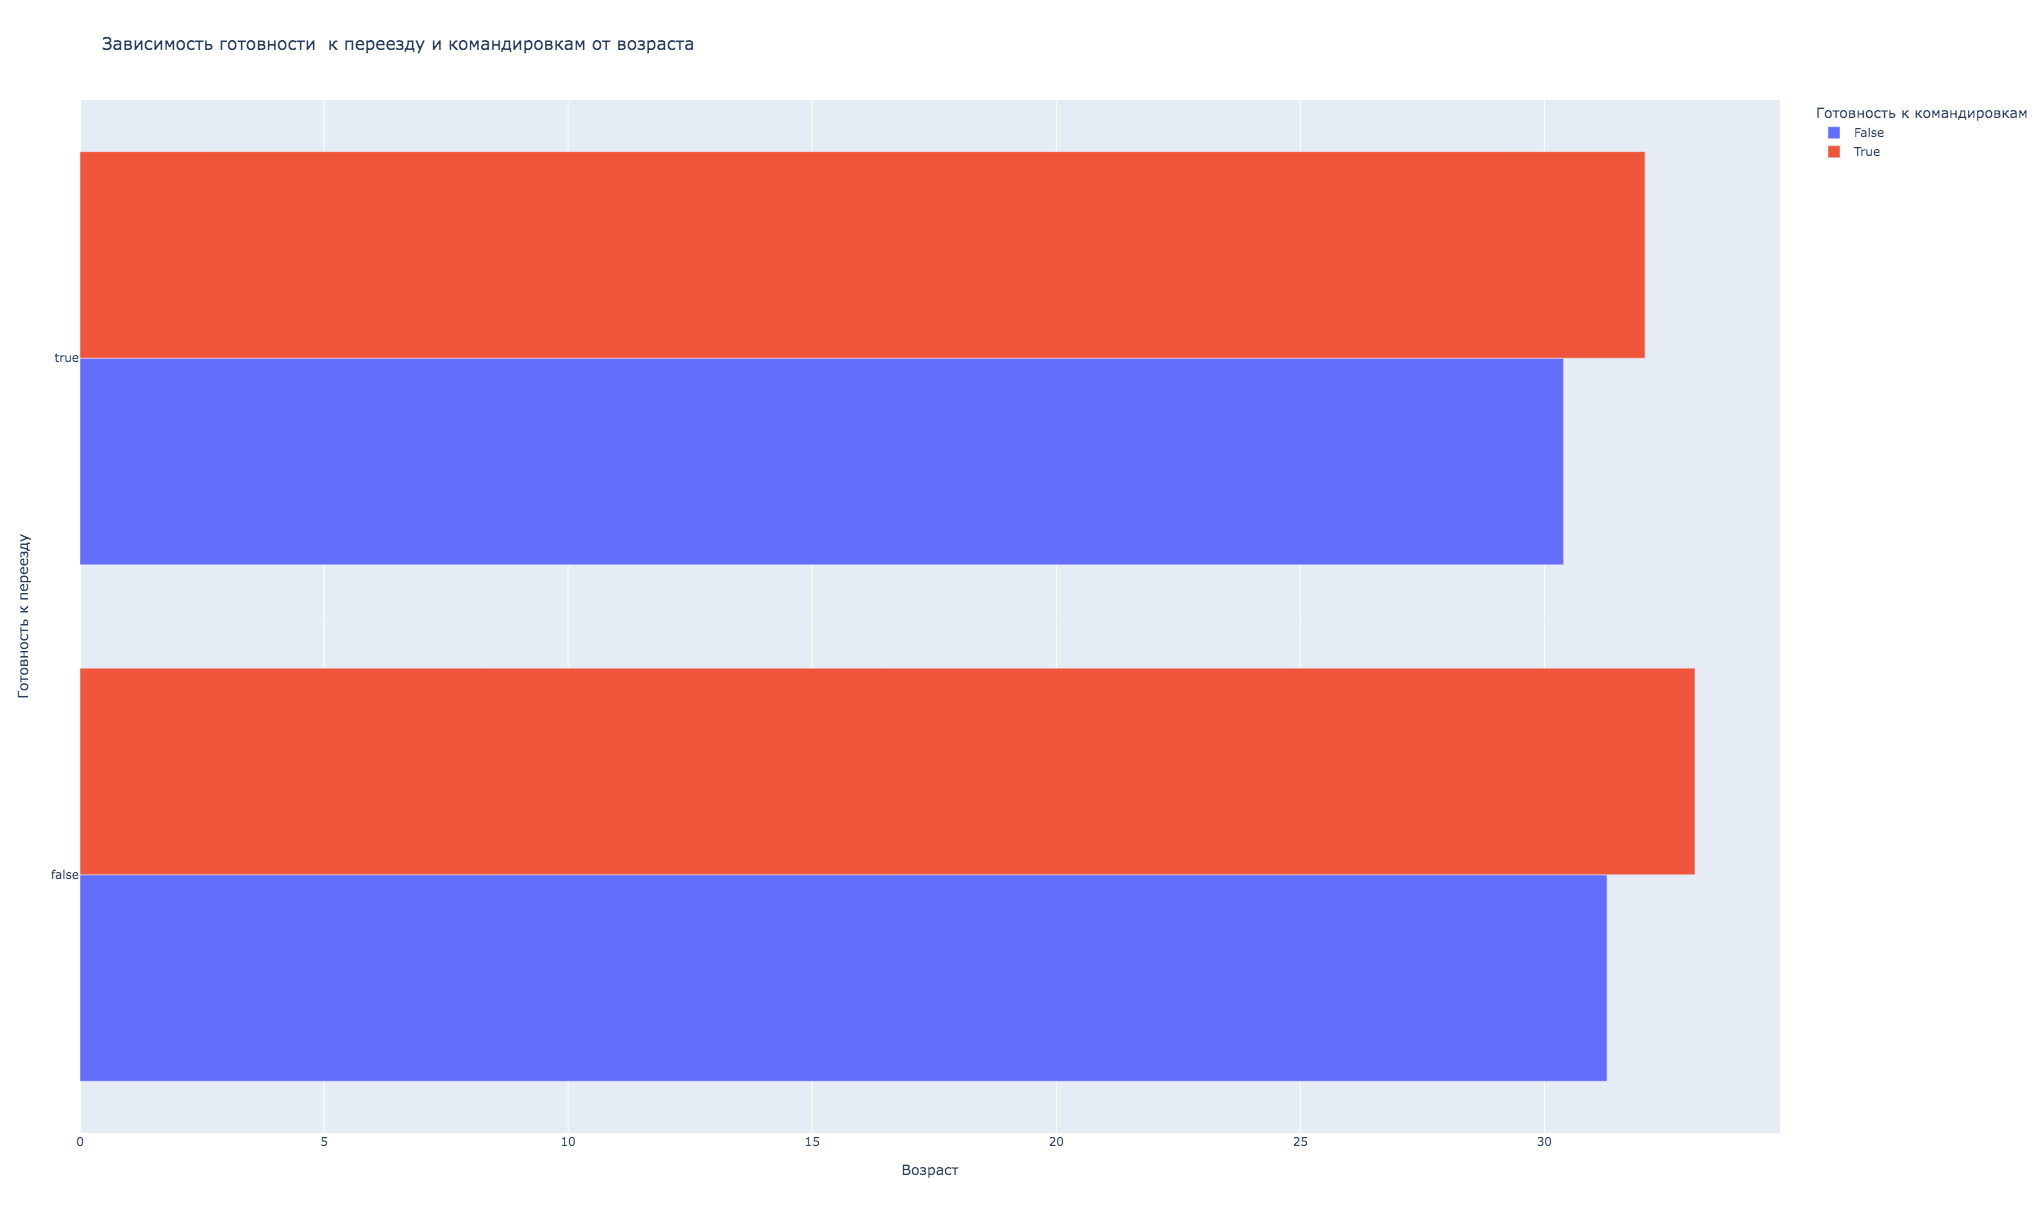 Зависимость готовности  к переезду и командировкам от возраста
Готовность к командировкам
False
True
Готовность к переезду
true
false
0 5 10 15 20 25 30
Возраст